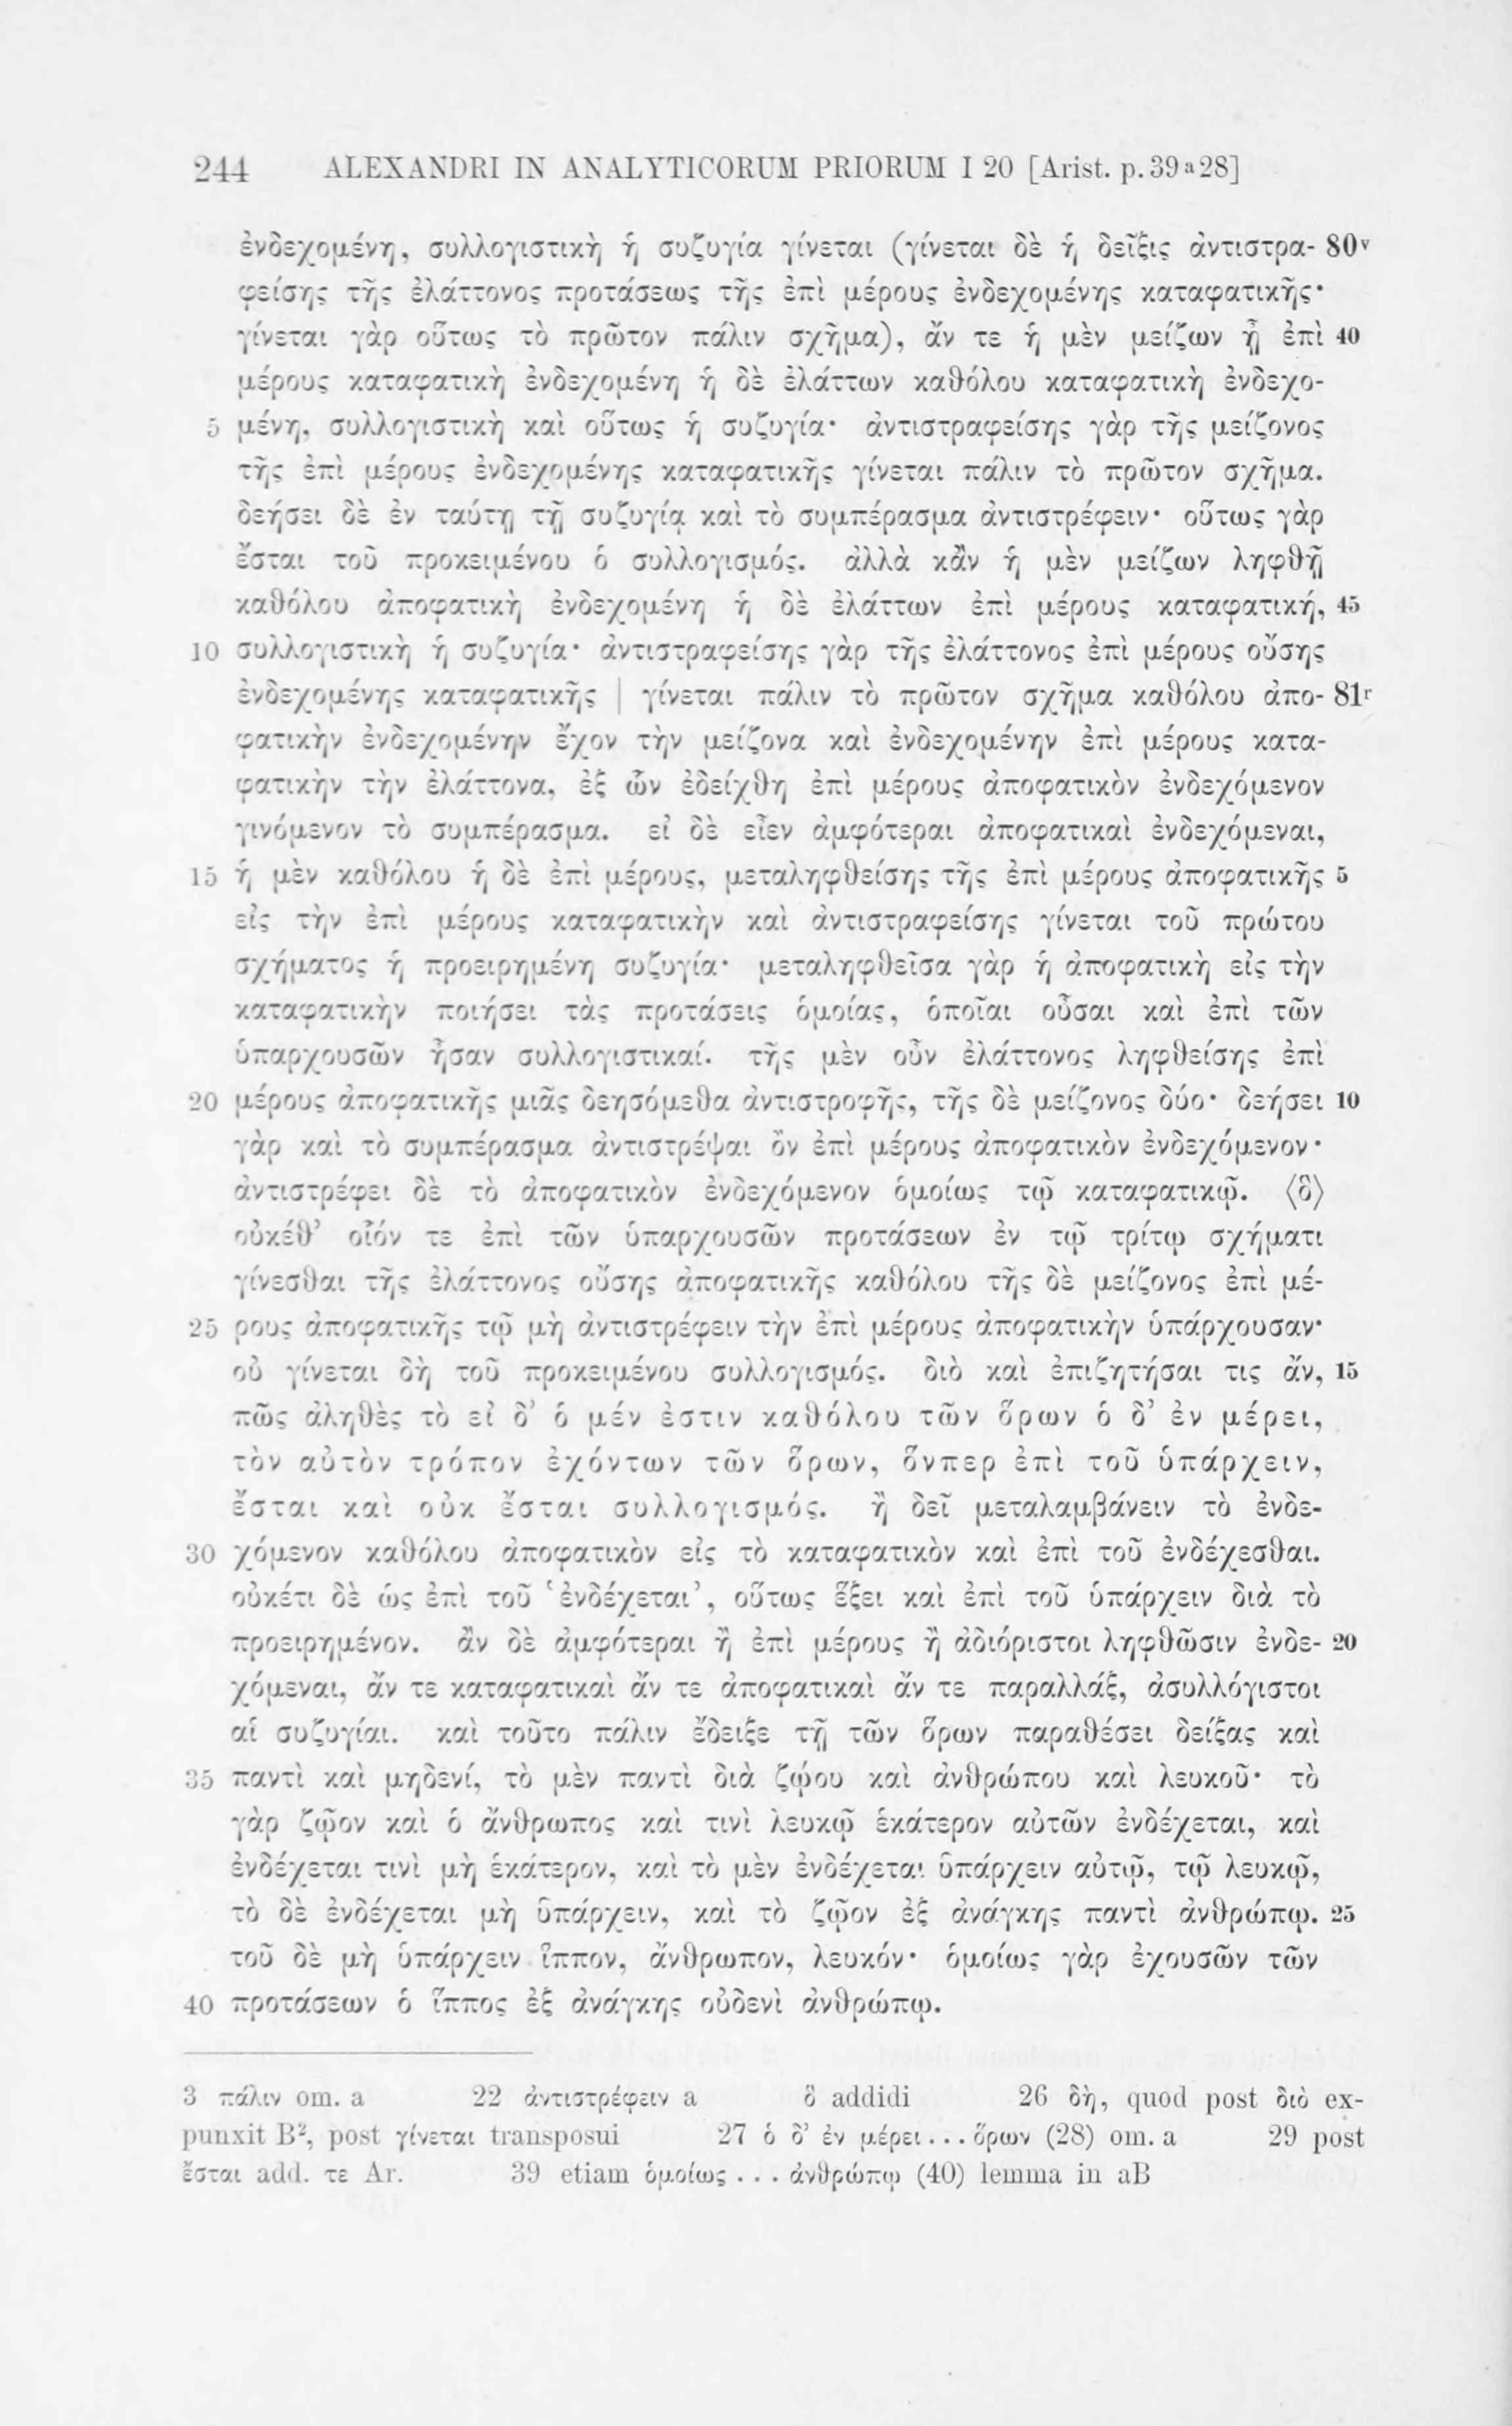 244 ALEXANDRI IN ANALYTICORUM PRIORUM I 20 [Arist. p. 39 a 28]
ἐνδεχομένη, συλλογιστικὴ ἡ συζυγία γίνεται (γίνεται δὲ ἡ δεῖξις ἀντιστρα- 80v
φείσης τῆς ἐλάττονος προτάσεως τῆς ἐπὶ μέρους ἐνδεχομένης καταφατικῆς·
γίνεται γὰρ οὕτως τὸ πρῶτον πάλιν σχῆμα), ἄν τε ἡ μὲν μείζων ᾖ ἐπὶ 40
μέρους καταφατικὴ ἐνδεχομένη ἡ δὲ ἐλάττων καθόλου καταφατικὴ ἐνδεχο-
5 μένη, συλλογιστικὴ καὶ οὕτως ἡ συζυγία· ἀντιστραφείσης γὰρ τῆς μείζονος
τῆς ἐπὶ μέρους ἐνδεχομένης καταφατικῆς γίνεται πάλιν τὸ πρῶτον σχῆμα.
δεήσει δὲ ἐν ταύτῃ τῇ συζυγίᾳ καὶ τὸ συμπέρασμα ἀντιστρέφειν· οὕτως γὰρ
ἔσται τοῦ προκειμένου ὁ συλλογισμός. ἀλλὰ κἂν ἡ μὲν μείζων ληφθῇ
καθόλου ἀποφατικὴ ἐνδεχομένη ἡ δὲ ἐλάττων ἐπὶ μέρους καταφατική, 45
10 συλλογιστικὴ ἡ συζυγία· ἀντιστραφείσης γὰρ τῆς ἐλάττονος ἐπὶ μέρους οὔσης
ἐνδεχομένης καταφατικῆς | γίνεται πάλιν τὸ πρῶτον σχῆμα καθόλου ἀπο- 81r
φατικὴν ἐνδεχομένην ἔχον τὴν μείζονα καὶ ἐνδεχομένην ἐπὶ μέρους κατα-
φατικὴν τὴν ἐλάττονα, ἐξ ὧν ἐδείχθη ἐπὶ μέρους ἀποφατικὸν ἐνδεχόμενον
γινόμενον τὸ συμπέρασμα. εἰ δὲ εἶεν ἀμφότεραι ἀποφατικαὶ ἐνδεχόμεναι,
15 ἡ μὲν καθόλου ἡ δὲ ἐπὶ μέρους, μεταληφθείσης τῆς ἐπὶ μέρους ἀποφατικῆς 5
εἰς τὴν ἐπὶ μέρους καταφατικὴν καὶ ἀντιστραφείσης γίνεται τοῦ πρώτου
σχήματος ἡ προειρημένη συζυγία· μεταληφθεῖσα γὰρ ἡ ἀποφατικὴ εἰς τὴν
καταφατικὴν ποιήσει τὰς προτάσεις ὁμοίας, ὁποῖαι οὖσαι καὶ ἐπὶ τῶν
ὑπαρχουσῶν ἦσαν συλλογιστικαί. τῆς μὲν οὖν ἐλάττονος ληφθείσης ἐπὶ
20 μέρους ἀποφατικῆς μιᾶς δεησόμεθα ἀντιστροφῆς, τῆς δὲ μείζονος δύο· δεήσει 10
γὰρ καὶ τὸ συμπέρασμα ἀντιστρέψαι ὂν ἐπὶ μέρους ἀποφατικὸν ἐνδεχόμενον·
ἀντιστρέφει δὲ τὸ ἀποφατικὸν ἐνδεχόμενον ὁμοίως τῷ καταφατικῷ. ⟨ὃ⟩
οὐκέθ’ οἷόν τε ἐπὶ τῶν ὑπαρχουσῶν προτάσεων ἐν τῷ τρίτῳ σχήματι
γίνεσθαι τῆς ἐλάττονος οὔσης ἀποφατικῆς καθόλου τῆς δὲ μείζονος ἐπὶ μέ-
25 ρους ἀποφατικῆς τῷ μὴ ἀντιστρέφειν τὴν ἐπὶ μέρους ἀποφατικὴν ὑπάρχουσαν·
οὐ γίνεται δὴ τοῦ προκειμένου συλλογισμός. διὸ καὶ ἐπιζητήσαι τις ἄν, 15
πῶς ἀληθὲς τὸ εἰ δ’ ὁ μέν ἐστιν καθόλου τῶν ὅρων ὁ δ’ ἐν μέρει,
τὸν αὐτὸν τρόπον ἐχόντων τῶν ὅρων, ὅνπερ ἐπὶ τοῦ ὑπάρχειν,
ἔσται καὶ οὐκ ἔσται συλλογισμός. ἢ δεῖ μεταλαμβάνειν τὸ ἐνδε-
30 χόμενον καθόλου ἀποφατικὸν εἰς τὸ καταφατικὸν καὶ ἐπὶ τοῦ ἐνδέχεσθαι.
οὐκέτι δὲ ὡς ἐπὶ τοῦ ‘ἐνδέχεται’, οὕτως ἕξει καὶ ἐπὶ τοῦ ὑπάρχειν διὰ τὸ
προειρημένον. ἂν δὲ ἀμφότεραι ἢ ἐπὶ μέρους ἢ ἀδιόριστοι ληφθῶσιν ἐνδε- 20
χόμεναι, ἄν τε καταφατικαὶ ἄν τε ἀποφατικαὶ ἄν τε παραλλάξ, ἀσυλλόγιστοι
αἱ συζυγίαι. καὶ τοῦτο πάλιν ἔδειξε τῇ τῶν ὅρων παραθέσει δείξας καὶ
35 παντὶ καὶ μηδενί, τὸ μὲν παντὶ διὰ ζῴου καὶ ἀνθρώπου καὶ λευκοῦ· τὸ
γὰρ ζῷον καὶ ὁ ἄνθρωπος καὶ τινὶ λευκῷ ἑκάτερον αὐτῶν ἐνδέχεται, καὶ
ἐνδέχεται τινὶ μὴ ἑκάτερον, καὶ τὸ μὲν ἐνδέχεται ὑπάρχειν αὐτῷ, τῷ λευκῷ,
τὸ δὲ ἐνδέχεται μὴ ὑπάρχειν, καὶ τὸ ζῷον ἐξ ἀνάγκης παντὶ ἀνθρώπῳ. 25
τοῦ δὲ μὴ ὑπάρχειν ἵππον, ἄνθρωπον, λευκόν· ὁμοίως γὰρ ἐχουσῶν τῶν
40 προτάσεων ὁ ἵππος ἐξ ἀνάγκης οὐδενὶ ἀνθρώπῳ.
3 πάλιν om. a 22 ἀντιστρέφειν a ὃ addidi 26 δὴ, quod post διὸ ex-
punxit B², post γίνεται transposui 27 ὁ δ’ ἐν μέρει . . . ὅρων (28) om. a 29 post
ἔσται add. τε Ar. 39 etiam ὁμοίως . . . ἀνθρώπῳ (40) lemma in aB